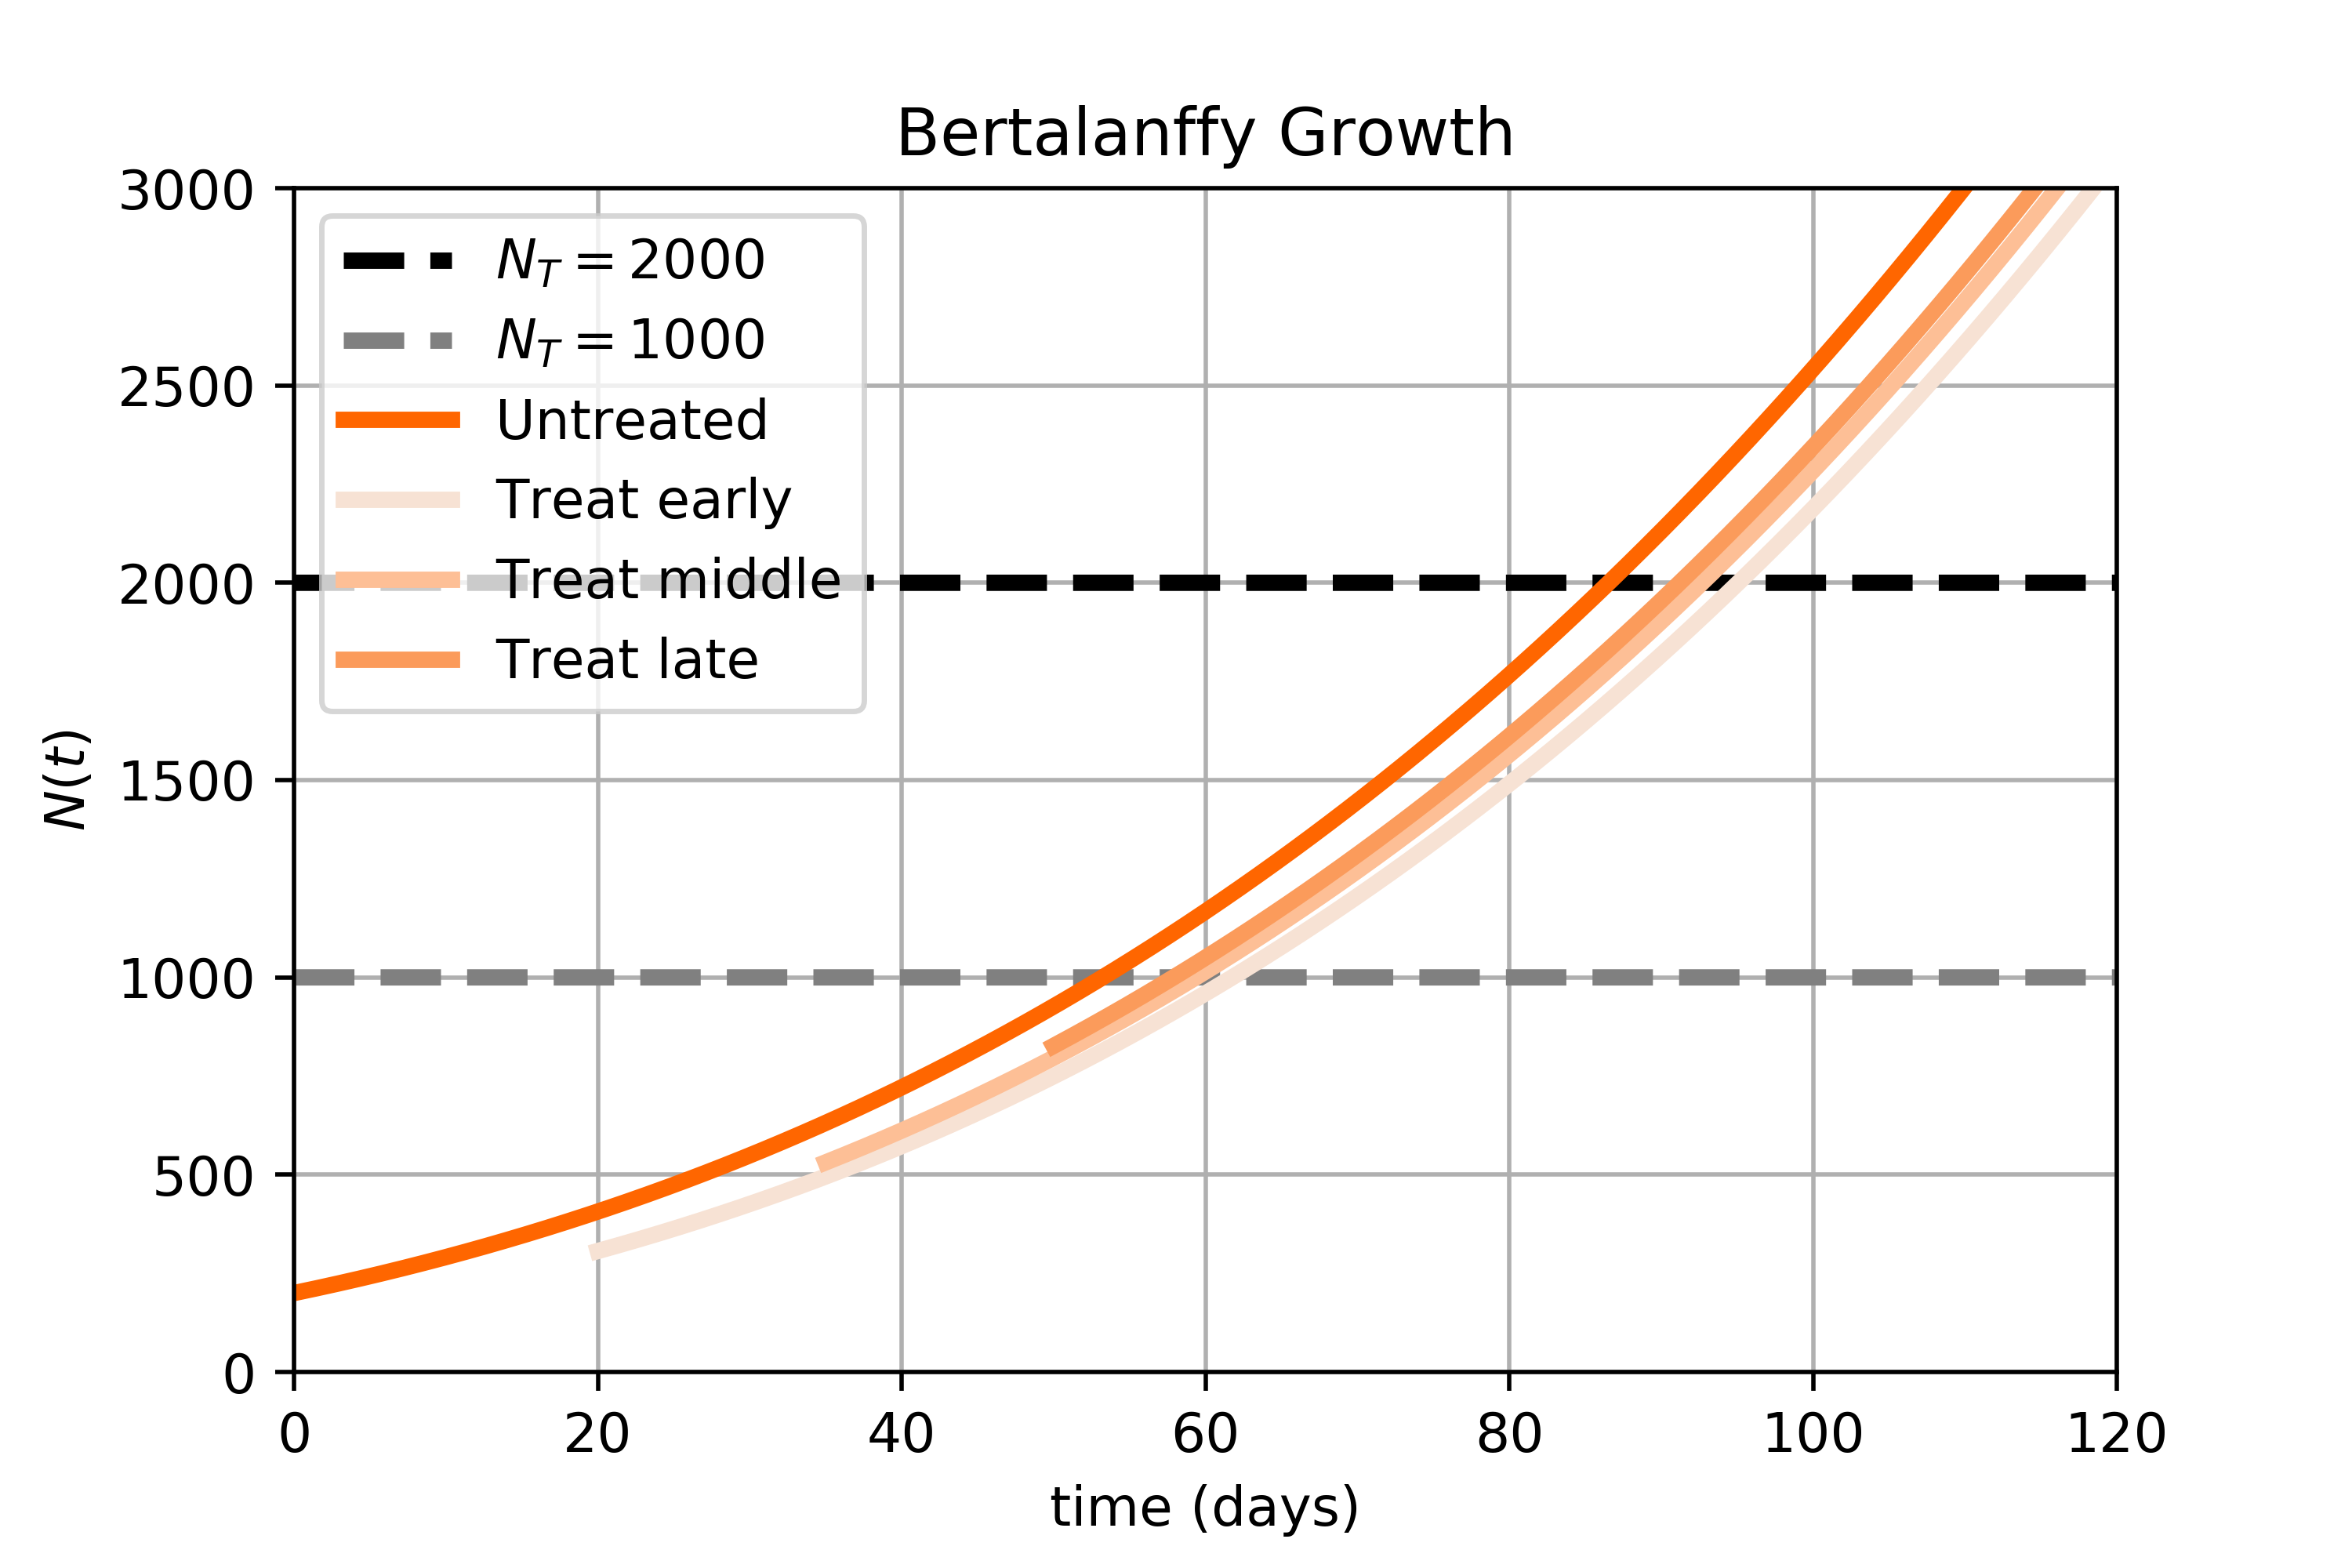 Bertalanffy Growth
3000
2500
2000
1500
1000
500
0
N(t)
N_T = 2000
N_T = 1000
Untreated
Treat early
Treat middle
Treat late
0 20 40 60 80 100 120
time (days)